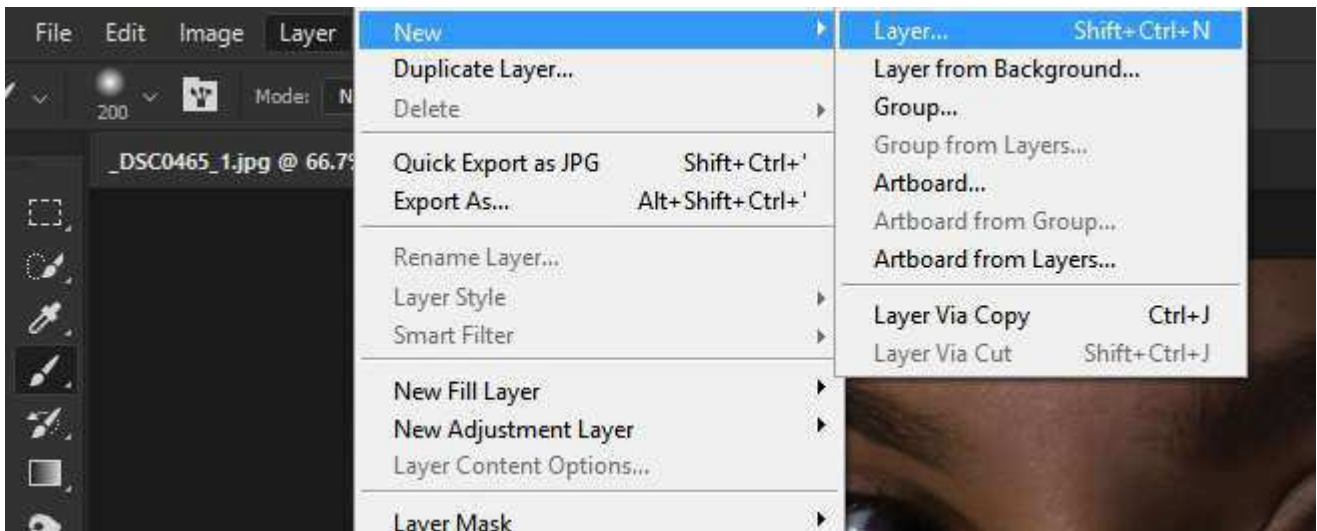 File Edit Image Layer
200 Mode: N
_DSC0465_1.jpg @ 66.7%
New
Duplicate Layer...
Delete
Quick Export as JPG Shift+Ctrl+'
Export As... Alt+Shift+Ctrl+'
Rename Layer...
Layer Style
Smart Filter
New Fill Layer
New Adjustment Layer
Layer Content Options...
Layer Mask
Layer... Shift+Ctrl+N
Layer from Background...
Group...
Group from Layers...
Artboard...
Artboard from Group...
Artboard from Layers...
Layer Via Copy Ctrl+J
Layer Via Cut Shift+Ctrl+J